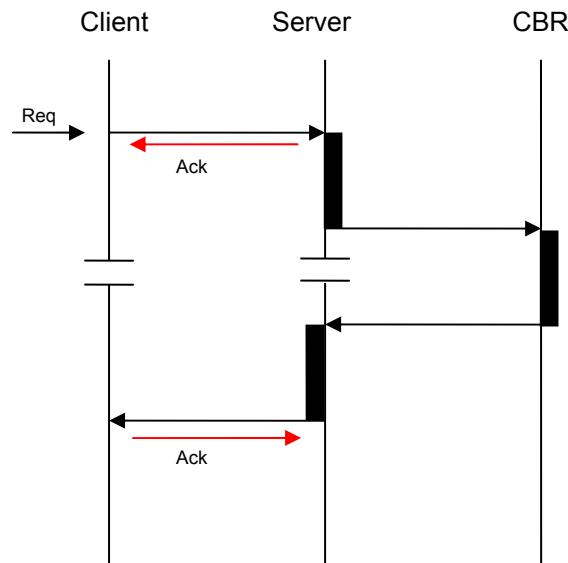 Client
Server
CBR
Req
Ack
Ack